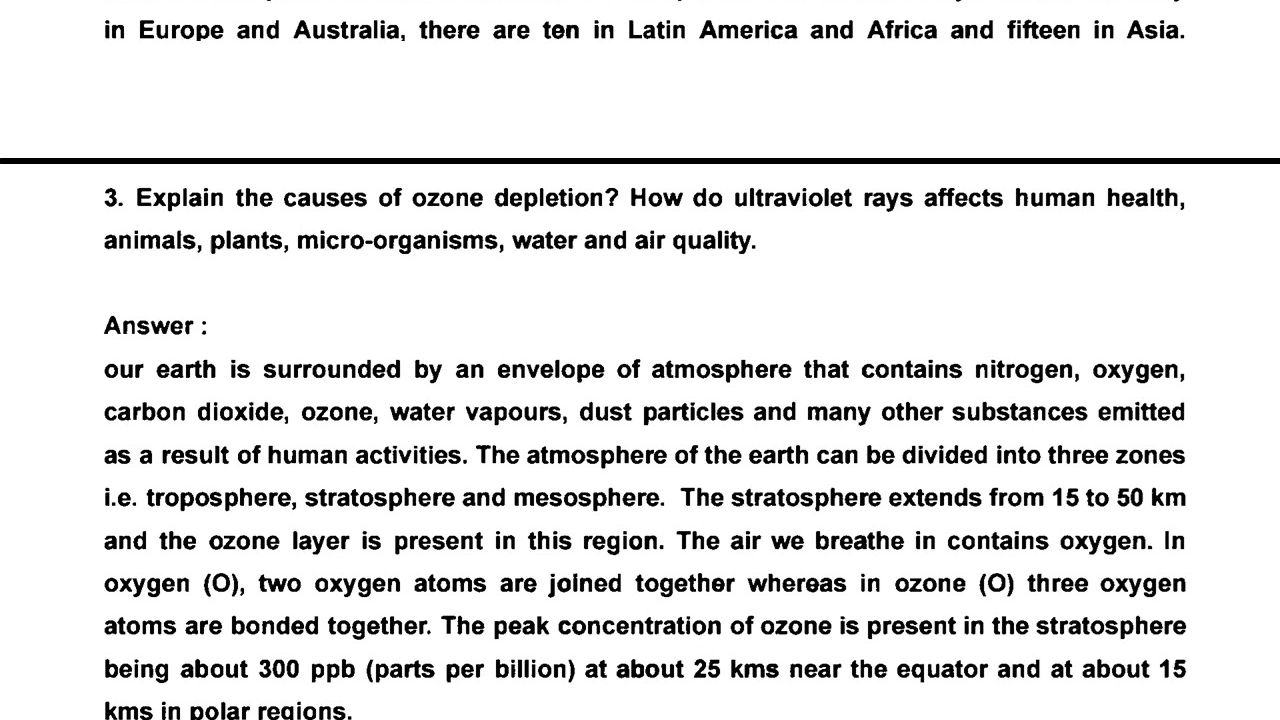 in Europe and Australia, there are ten in Latin America and Africa and fifteen in Asia.
3. Explain the causes of ozone depletion? How do ultraviolet rays affects human health,
animals, plants, micro-organisms, water and air quality.
Answer :
our earth is surrounded by an envelope of atmosphere that contains nitrogen, oxygen,
carbon dioxide, ozone, water vapours, dust particles and many other substances emitted
as a result of human activities. The atmosphere of the earth can be divided into three zones
i.e. troposphere, stratosphere and mesosphere.  The stratosphere extends from 15 to 50 km
and the ozone layer is present in this region. The air we breathe in contains oxygen. In
oxygen (O), two oxygen atoms are joined together whereas in ozone (O) three oxygen
atoms are bonded together. The peak concentration of ozone is present in the stratosphere
being about 300 ppb (parts per billion) at about 25 kms near the equator and at about 15
kms in polar regions.